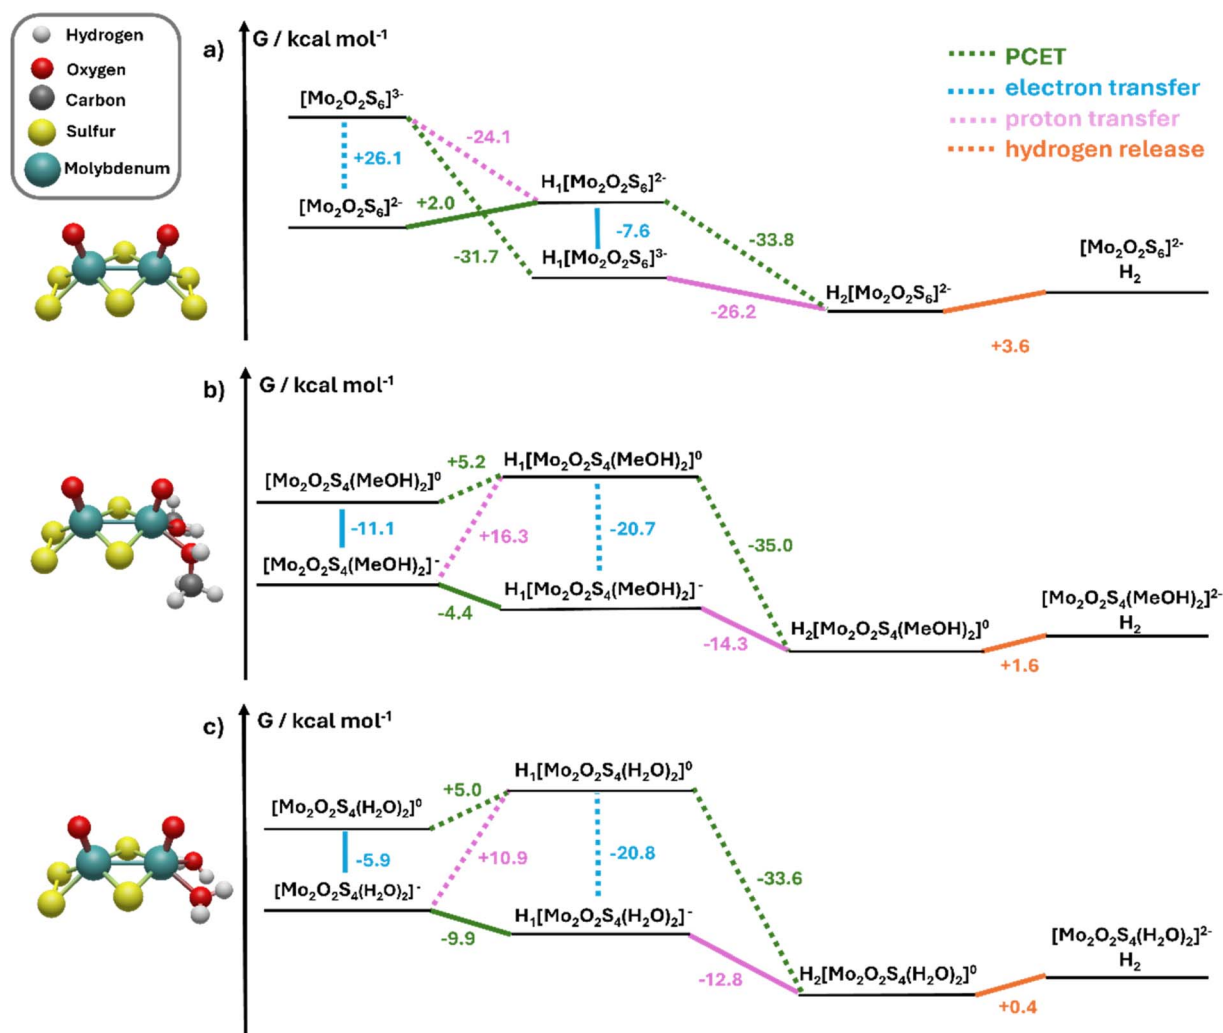 Hydrogen
Oxygen
Carbon
Sulfur
Molybdenum
a)
G / kcal mol⁻¹
PCET
electron transfer
proton transfer
hydrogen release
[Mo₂O₂S₆]³⁻
-24.1
+26.1
[Mo₂O₂S₆]²⁻
+2.0
H₁[Mo₂O₂S₆]²⁻
-7.6
-31.7
H₁[Mo₂O₂S₆]³⁻
-33.8
-26.2
H₂[Mo₂O₂S₆]²⁻
[Mo₂O₂S₆]²⁻
H₂
+3.6
b)
G / kcal mol⁻¹
[Mo₂O₂S₄(MeOH)₂]⁰
+5.2
H₁[Mo₂O₂S₄(MeOH)₂]⁰
-11.1
+16.3
-20.7
-35.0
[Mo₂O₂S₄(MeOH)₂]⁻
-4.4
H₁[Mo₂O₂S₄(MeOH)₂]⁻
-14.3
H₂[Mo₂O₂S₄(MeOH)₂]⁰
[Mo₂O₂S₄(MeOH)₂]²⁻
H₂
+1.6
c)
G / kcal mol⁻¹
[Mo₂O₂S₄(H₂O)₂]⁰
+5.0
H₁[Mo₂O₂S₄(H₂O)₂]⁰
-5.9
+10.9
-20.8
-33.6
[Mo₂O₂S₄(H₂O)₂]⁻
-9.9
H₁[Mo₂O₂S₄(H₂O)₂]⁻
-12.8
H₂[Mo₂O₂S₄(H₂O)₂]⁰
[Mo₂O₂S₄(H₂O)₂]²⁻
H₂
+0.4